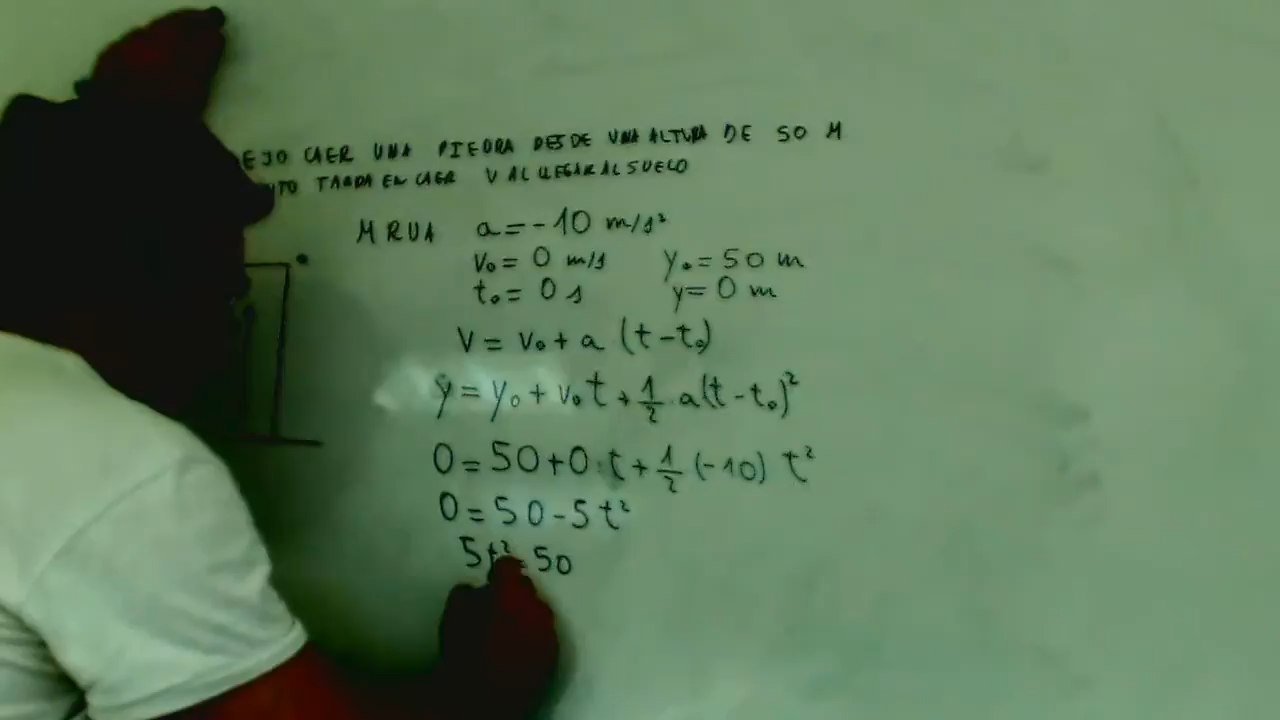 EJO CAER UNA PIEDRA DESDE UNA ALTURA DE 50 M
NTO TARDA EN CAER V AL LLEGAR AL SUELO
MRUA a = -10 m/s²
v₀ = 0 m/s y₀ = 50 m
t₀ = 0 s y = 0 m
v = v₀ + a (t - t₀)
y = y₀ + v₀ t + 1/2 a (t - t₀)²
0 = 50 + 0 · t + 1/2 (-10) t²
0 = 50 - 5 t²
5t² = 50